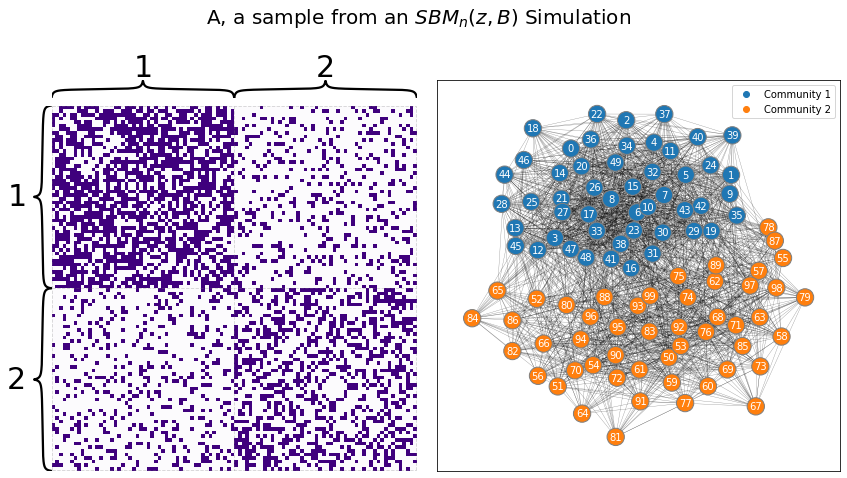 A, a sample from an $SBM_n(z, B)$ Simulation
1 2
1
2
Community 1
Community 2
22 2 37
18 39
36 34 4 40
0 11
46 20 49 24
44 14 32 5 1
26 15 7 9
28 25 21 8 10 42
27 17 6 43 35
13 33 23 30 29 19 78
45 12 3 47 38 87
48 41 31 55
16 89 57
75 62 97 98
65 52 88 99 74 79
80 93
84 86 96 68 63
95 83 92 76 71
94 58
82 66 90 53 85
70 54 61 50 69 73
56 51 72 59 60
91 77 67
64
81